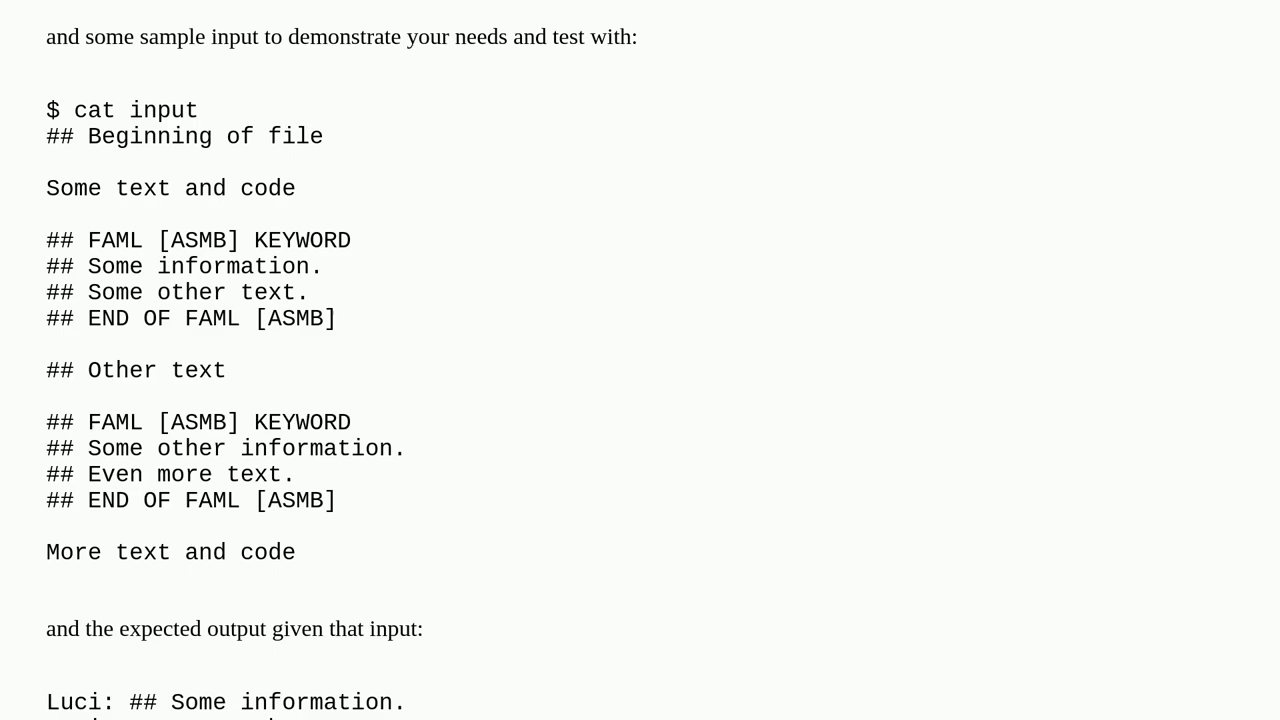 and some sample input to demonstrate your needs and test with:
$ cat input
## Beginning of file
Some text and code
## FAML [ASMB] KEYWORD
## Some information.
## Some other text.
## END OF FAML [ASMB]
## Other text
## FAML [ASMB] KEYWORD
## Some other information.
## Even more text.
## END OF FAML [ASMB]
More text and code
and the expected output given that input:
Luci: ## Some information.